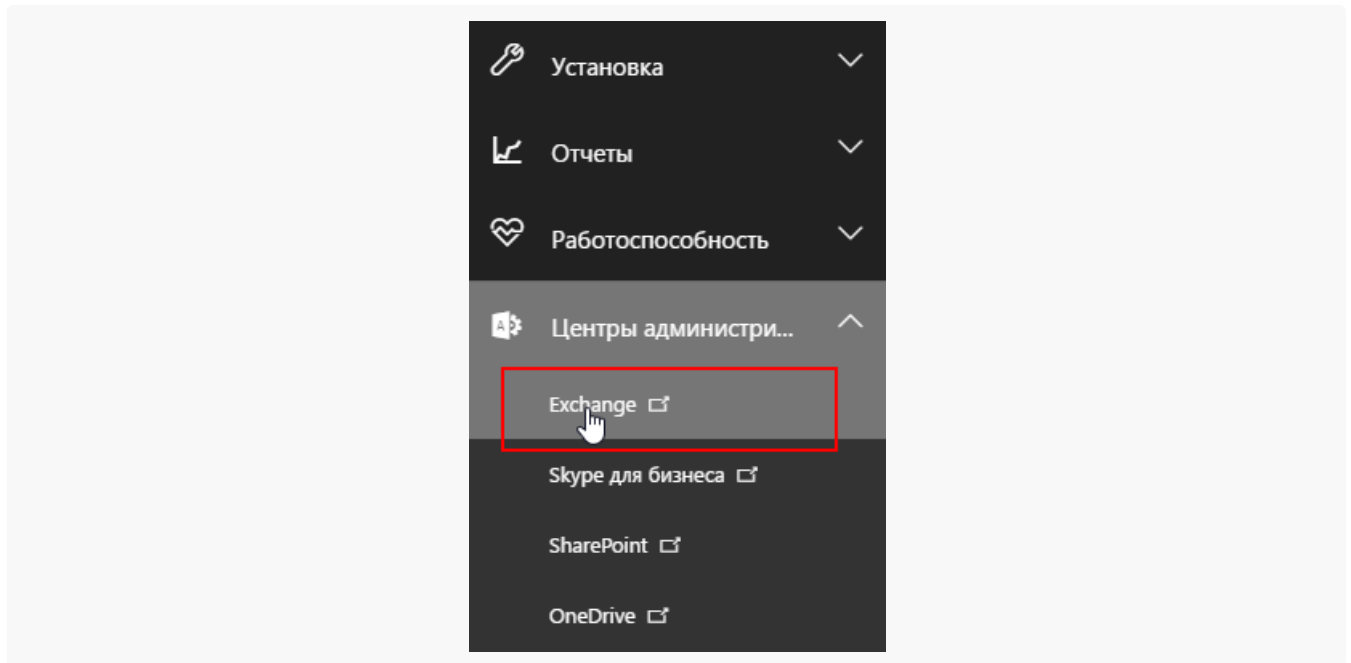 Установка
Отчеты
Работоспособность
Центры администри...
Exchange
Skype для бизнеса
SharePoint
OneDrive